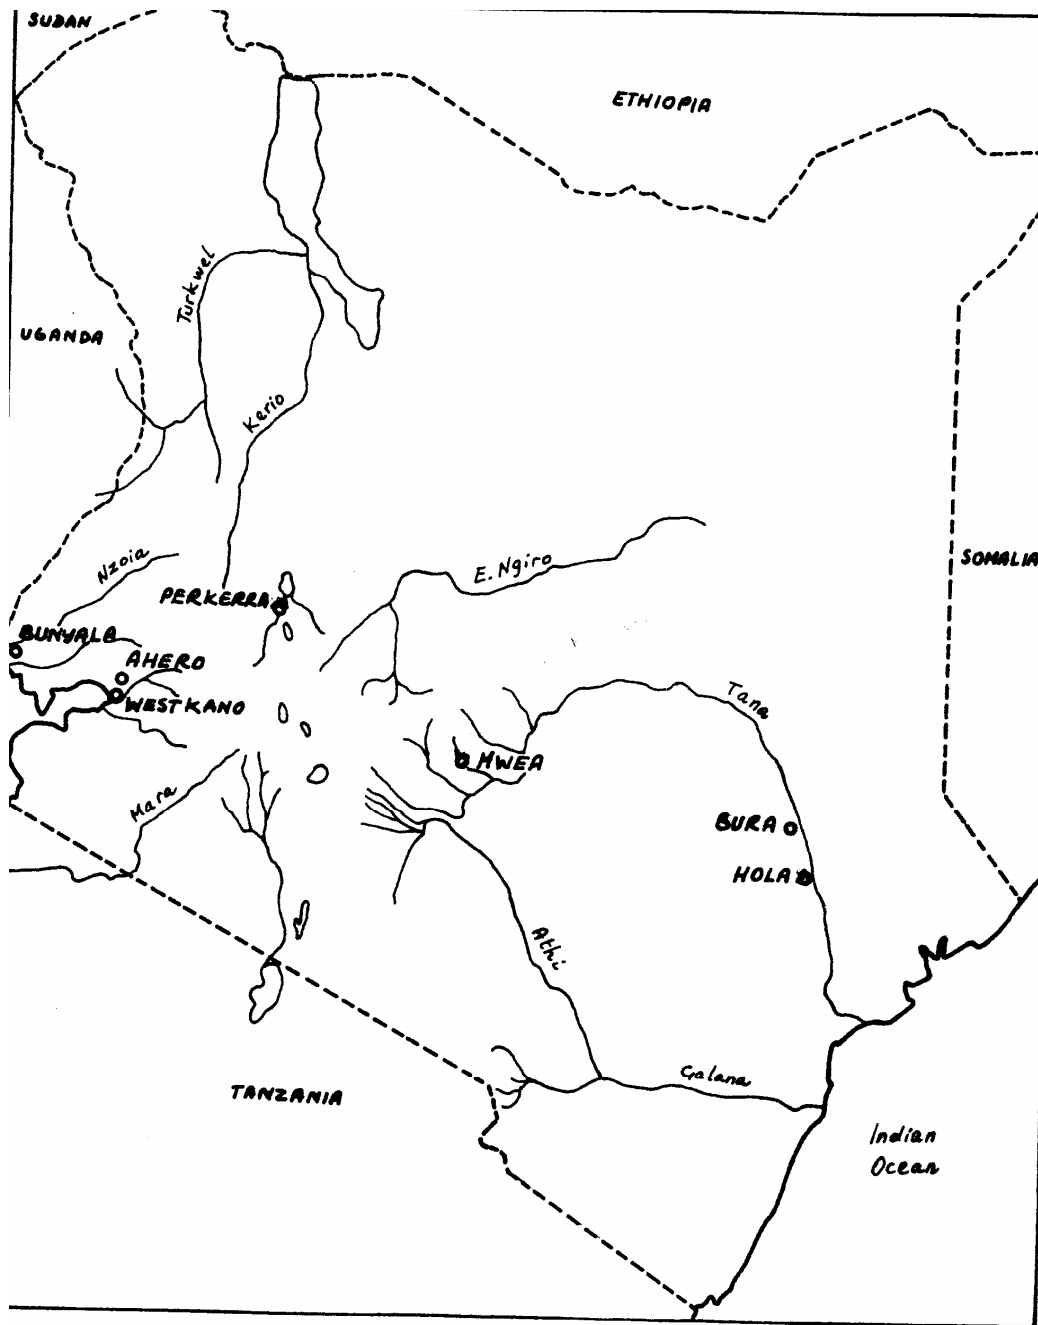 SUDAN
ETHIOPIA
Turkwel
UGANDA
Kerio
Nzoia
E. Ngiro
SOMALIA
PERKERRA
BUNYALB
AHERO
WEST KANO
Tana
MWEA
Mara
BURA
HOLA
Athi
Galana
TANZANIA
Indian
Ocean